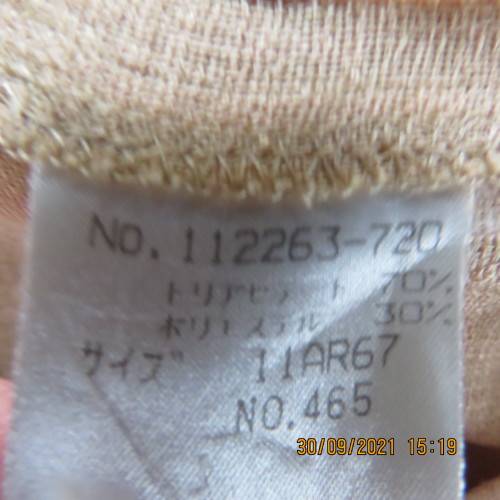 No. 112263-720
トリアセテート 70%
ポリエステル 30%
サイズ 11AR67
NO.465
30/09/2021 15:19